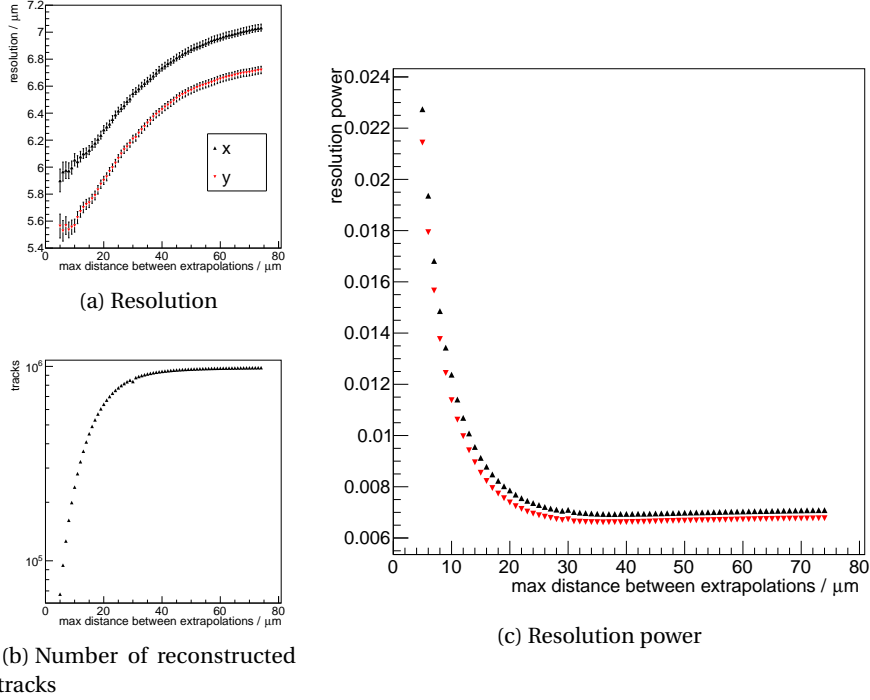 resolution / μm
7.2
7
6.8
6.6
6.4
6.2
6
5.8
5.6
5.4
x
y
0 20 40 60 80
max distance between extrapolations / μm
(a) Resolution
tracks
10⁶
10⁵
0 20 40 60 80
max distance between extrapolations / μm
(b) Number of reconstructed
tracks
resolution power
0.024
0.022
0.02
0.018
0.016
0.014
0.012
0.01
0.008
0.006
0 10 20 30 40 50 60 70 80
max distance between extrapolations / μm
(c) Resolution power